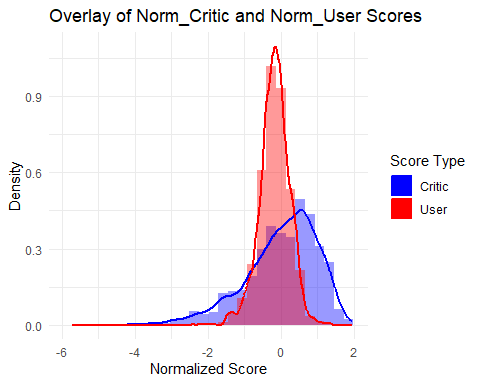 Overlay of Norm_Critic and Norm_User Scores
Density
0.9
0.6
0.3
0.0
-6
-4
-2
0
2
Normalized Score
Score Type
Critic
User